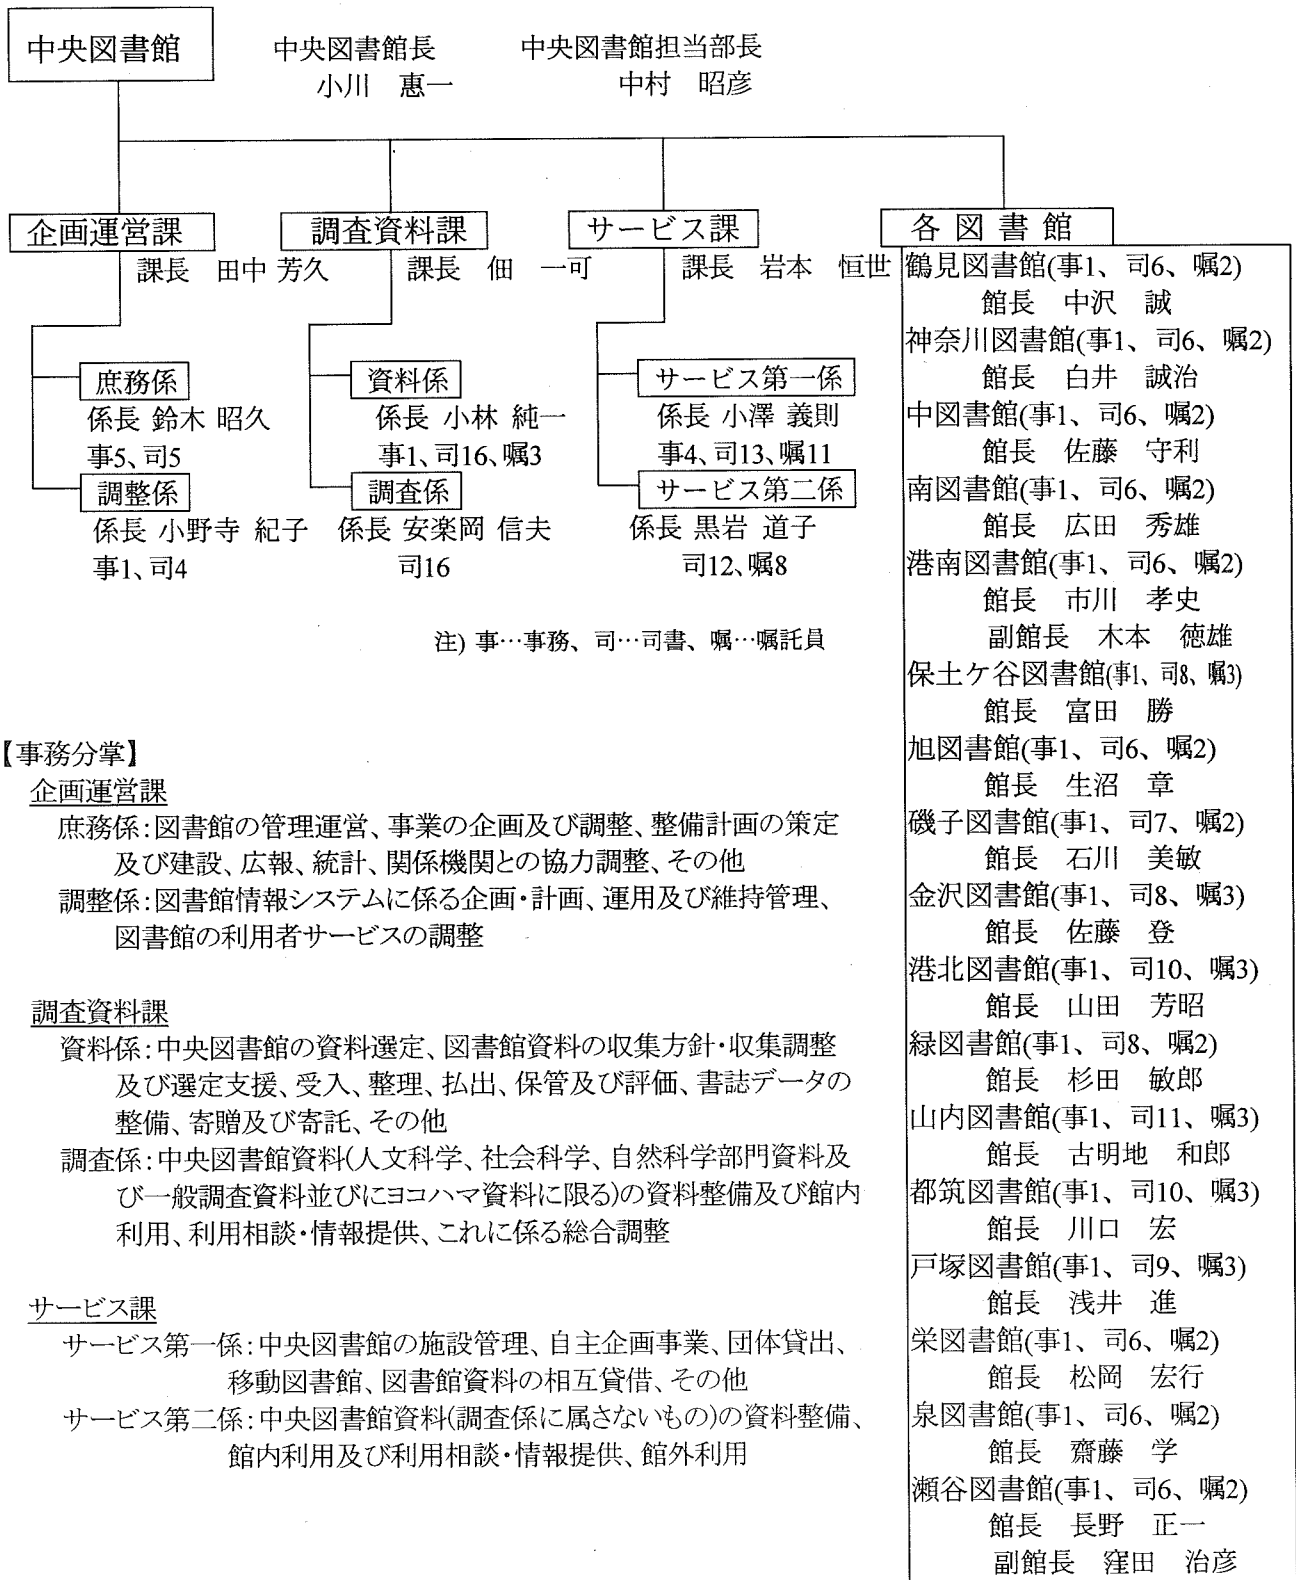 中央図書館
中央図書館長
小川 惠一
中央図書館担当部長
中村 昭彦
企画運営課
課長 田中 芳久
庶務係
係長 鈴木 昭久
事5、司5
調整係
係長 小野寺 紀子
事1、司4
調査資料課
課長 佃 一可
資料係
係長 小林 純一
事1、司16、嘱3
調査係
係長 安楽岡 信夫
司16
サービス課
課長 岩本 恒世
サービス第一係
係長 小澤 義則
事4、司13、嘱11
サービス第二係
係長 黒岩 道子
司12、嘱8
各図書館
鶴見図書館(事1、司6、嘱2)
館長 中沢 誠
神奈川図書館(事1、司6、嘱2)
館長 白井 誠治
中図書館(事1、司6、嘱2)
館長 佐藤 守利
南図書館(事1、司6、嘱2)
館長 広田 秀雄
港南図書館(事1、司6、嘱2)
館長 市川 孝史
副館長 木本 徳雄
保土ケ谷図書館(事1、司8、嘱3)
館長 富田 勝
旭図書館(事1、司6、嘱2)
館長 生沼 章
磯子図書館(事1、司7、嘱2)
館長 石川 美敏
金沢図書館(事1、司8、嘱3)
館長 佐藤 登
港北図書館(事1、司10、嘱3)
館長 山田 芳昭
緑図書館(事1、司8、嘱2)
館長 杉田 敏郎
山内図書館(事1、司11、嘱3)
館長 古明地 和郎
都筑図書館(事1、司10、嘱3)
館長 川口 宏
戸塚図書館(事1、司9、嘱3)
館長 浅井 進
栄図書館(事1、司6、嘱2)
館長 松岡 宏行
泉図書館(事1、司6、嘱2)
館長 齋藤 学
瀬谷図書館(事1、司6、嘱2)
館長 長野 正一
副館長 窪田 治彦
注) 事…事務、司…司書、嘱…嘱託員
【事務分掌】
企画運営課
庶務係:図書館の管理運営、事業の企画及び調整、整備計画の策定
及び建設、広報、統計、関係機関との協力調整、その他
調整係:図書館情報システムに係る企画・計画、運用及び維持管理、
図書館の利用者サービスの調整
調査資料課
資料係:中央図書館の資料選定、図書館資料の収集方針・収集調整
及び選定支援、受入、整理、払出、保管及び評価、書誌データの
整備、寄贈及び寄託、その他
調査係:中央図書館資料(人文科学、社会科学、自然科学部門資料及
び一般調査資料並びにヨコハマ資料に限る)の資料整備及び館内
利用、利用相談・情報提供、これに係る総合調整
サービス課
サービス第一係:中央図書館の施設管理、自主企画事業、団体貸出、
移動図書館、図書館資料の相互貸借、その他
サービス第二係:中央図書館資料(調査係に属さないもの)の資料整備、
館内利用及び利用相談・情報提供、館外利用